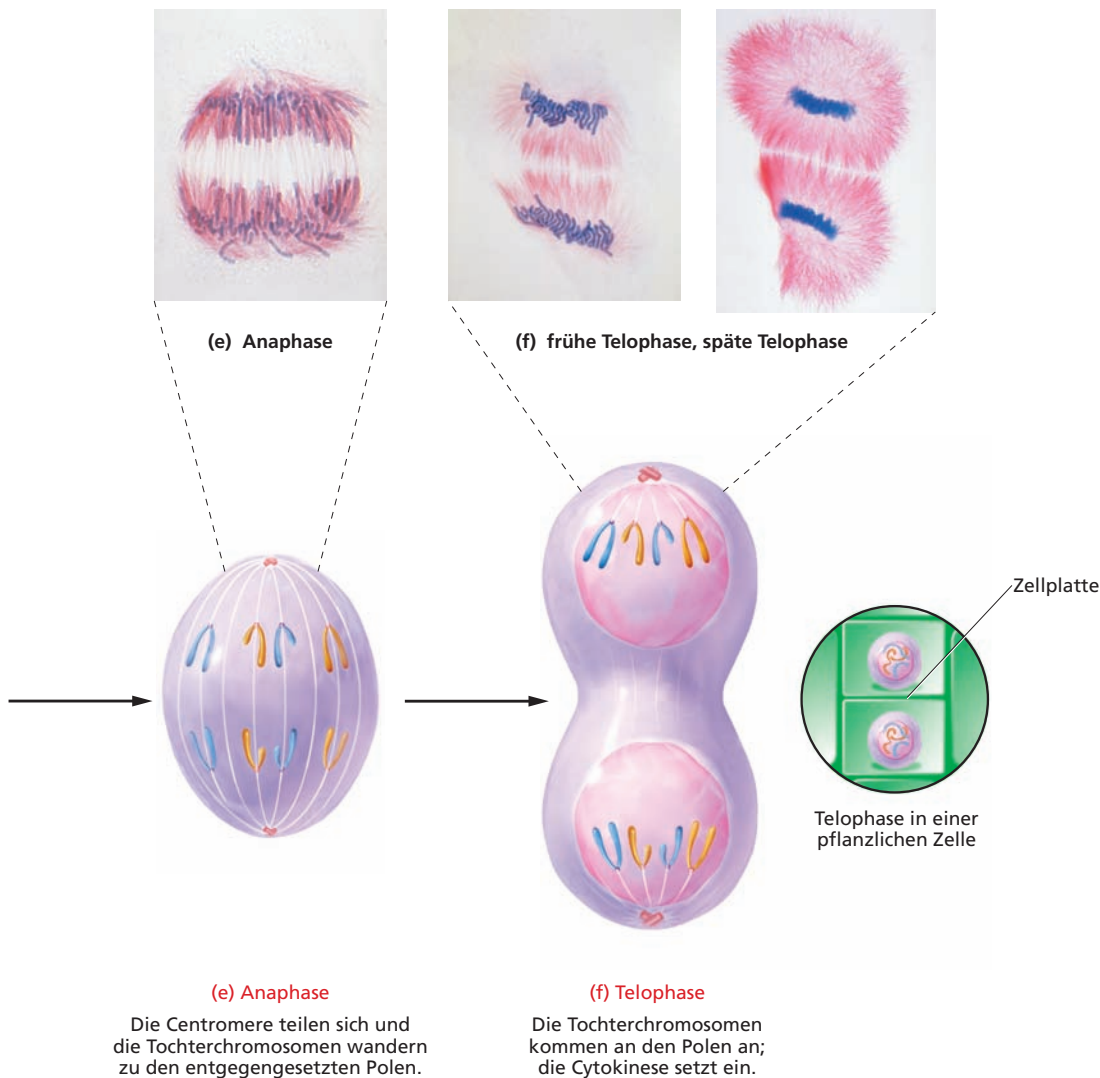 (e) Anaphase
(f) frühe Telophase, späte Telophase
Zellplatte
Telophase in einer
pflanzlichen Zelle
(e) Anaphase
Die Centromere teilen sich und
die Tochterchromosomen wandern
zu den entgegengesetzten Polen.
(f) Telophase
Die Tochterchromosomen
kommen an den Polen an;
die Cytokinese setzt ein.